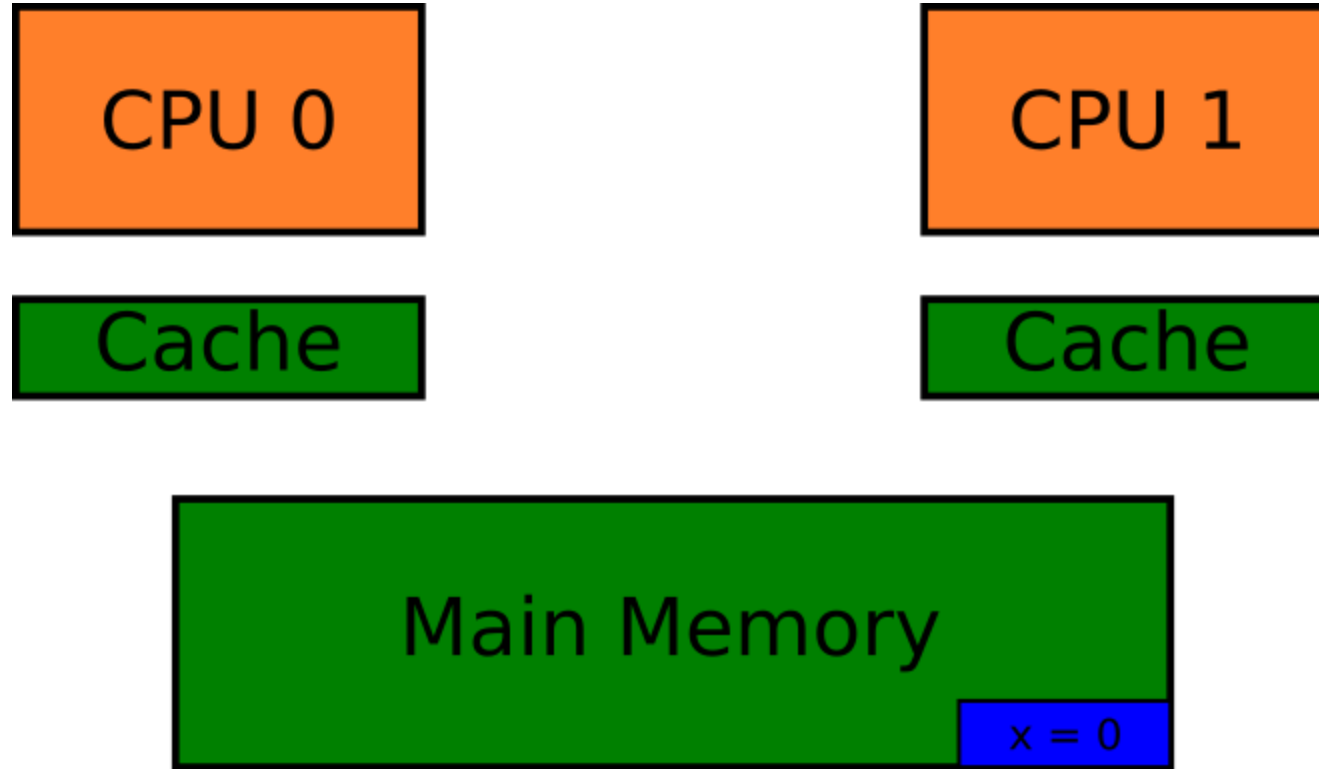 CPU 0
CPU 1
Cache
Cache
Main Memory
x = 0